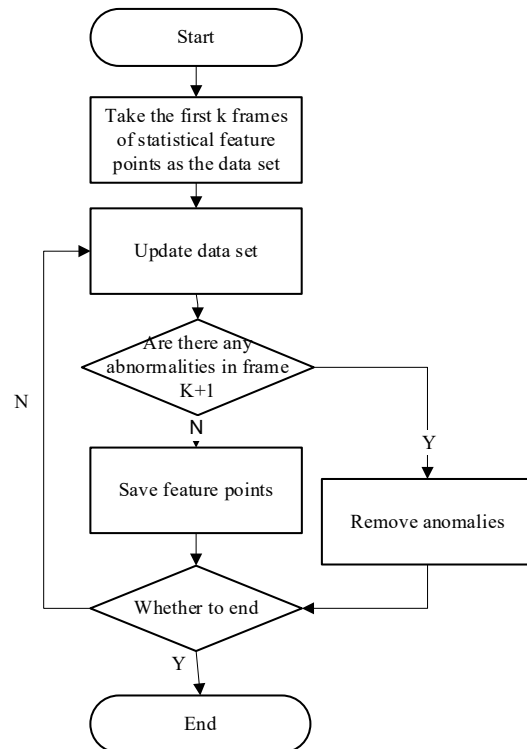 Start
Take the first k frames
of statistical feature
points as the data set
Update data set
Are there any
abnormalities in frame
K+1
N
N
Y
Save feature points
Remove anomalies
Whether to end
Y
End